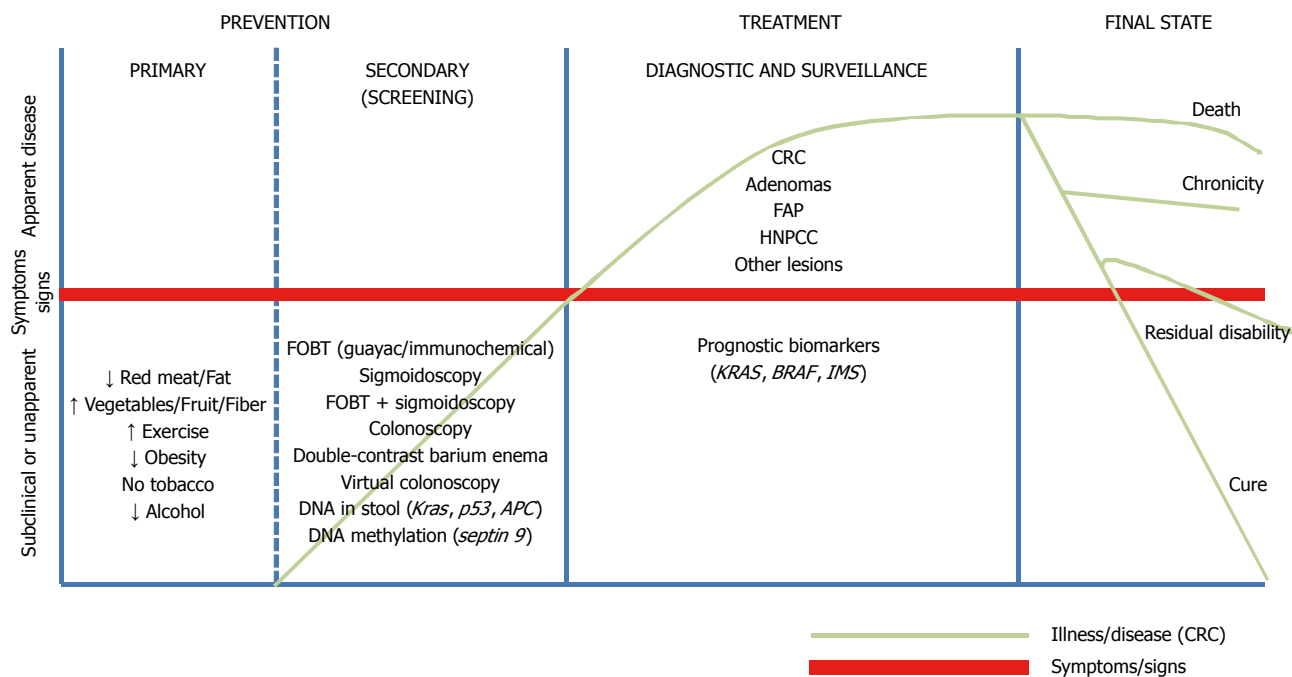 PREVENTION
TREATMENT
FINAL STATE
PRIMARY
SECONDARY
(SCREENING)
DIAGNOSTIC AND SURVEILLANCE
Apparent disease
Symptoms
signs
Subclinical or unapparent
↓ Red meat/Fat
↑ Vegetables/Fruit/Fiber
↑ Exercise
↓ Obesity
No tobacco
↓ Alcohol
FOBT (guayac/immunochemical)
Sigmoidoscopy
FOBT + sigmoidoscopy
Colonoscopy
Double-contrast barium enema
Virtual colonoscopy
DNA in stool (Kras, p53, APC)
DNA methylation (septin 9)
CRC
Adenomas
FAP
HNPCC
Other lesions
Prognostic biomarkers
(KRAS, BRAF, IMS)
Death
Chronicity
Residual disability
Cure
Illness/disease (CRC)
Symptoms/signs